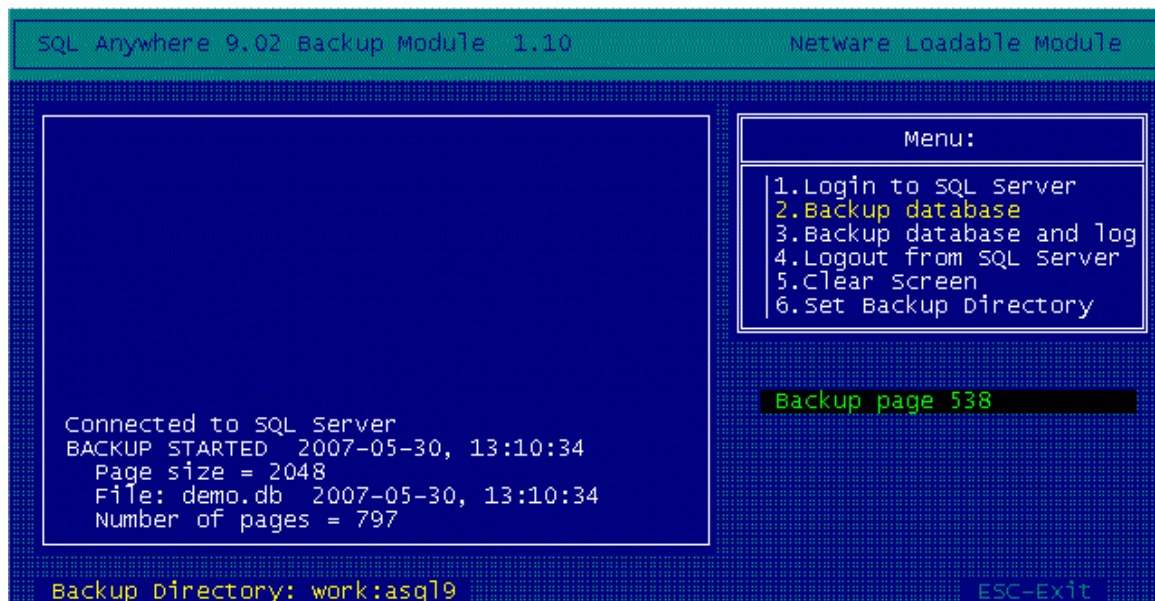 SQL Anywhere 9.02 Backup Module 1.10 NetWare Loadable Module
Menu:
1.Login to SQL Server
2.Backup database
3.Backup database and log
4.Logout from SQL Server
5.Clear Screen
6.Set Backup Directory
Backup page 538
Connected to SQL Server
BACKUP STARTED 2007-05-30, 13:10:34
Page size = 2048
File: demo.db 2007-05-30, 13:10:34
Number of pages = 797
Backup Directory: work:asql9 ESC-Exit